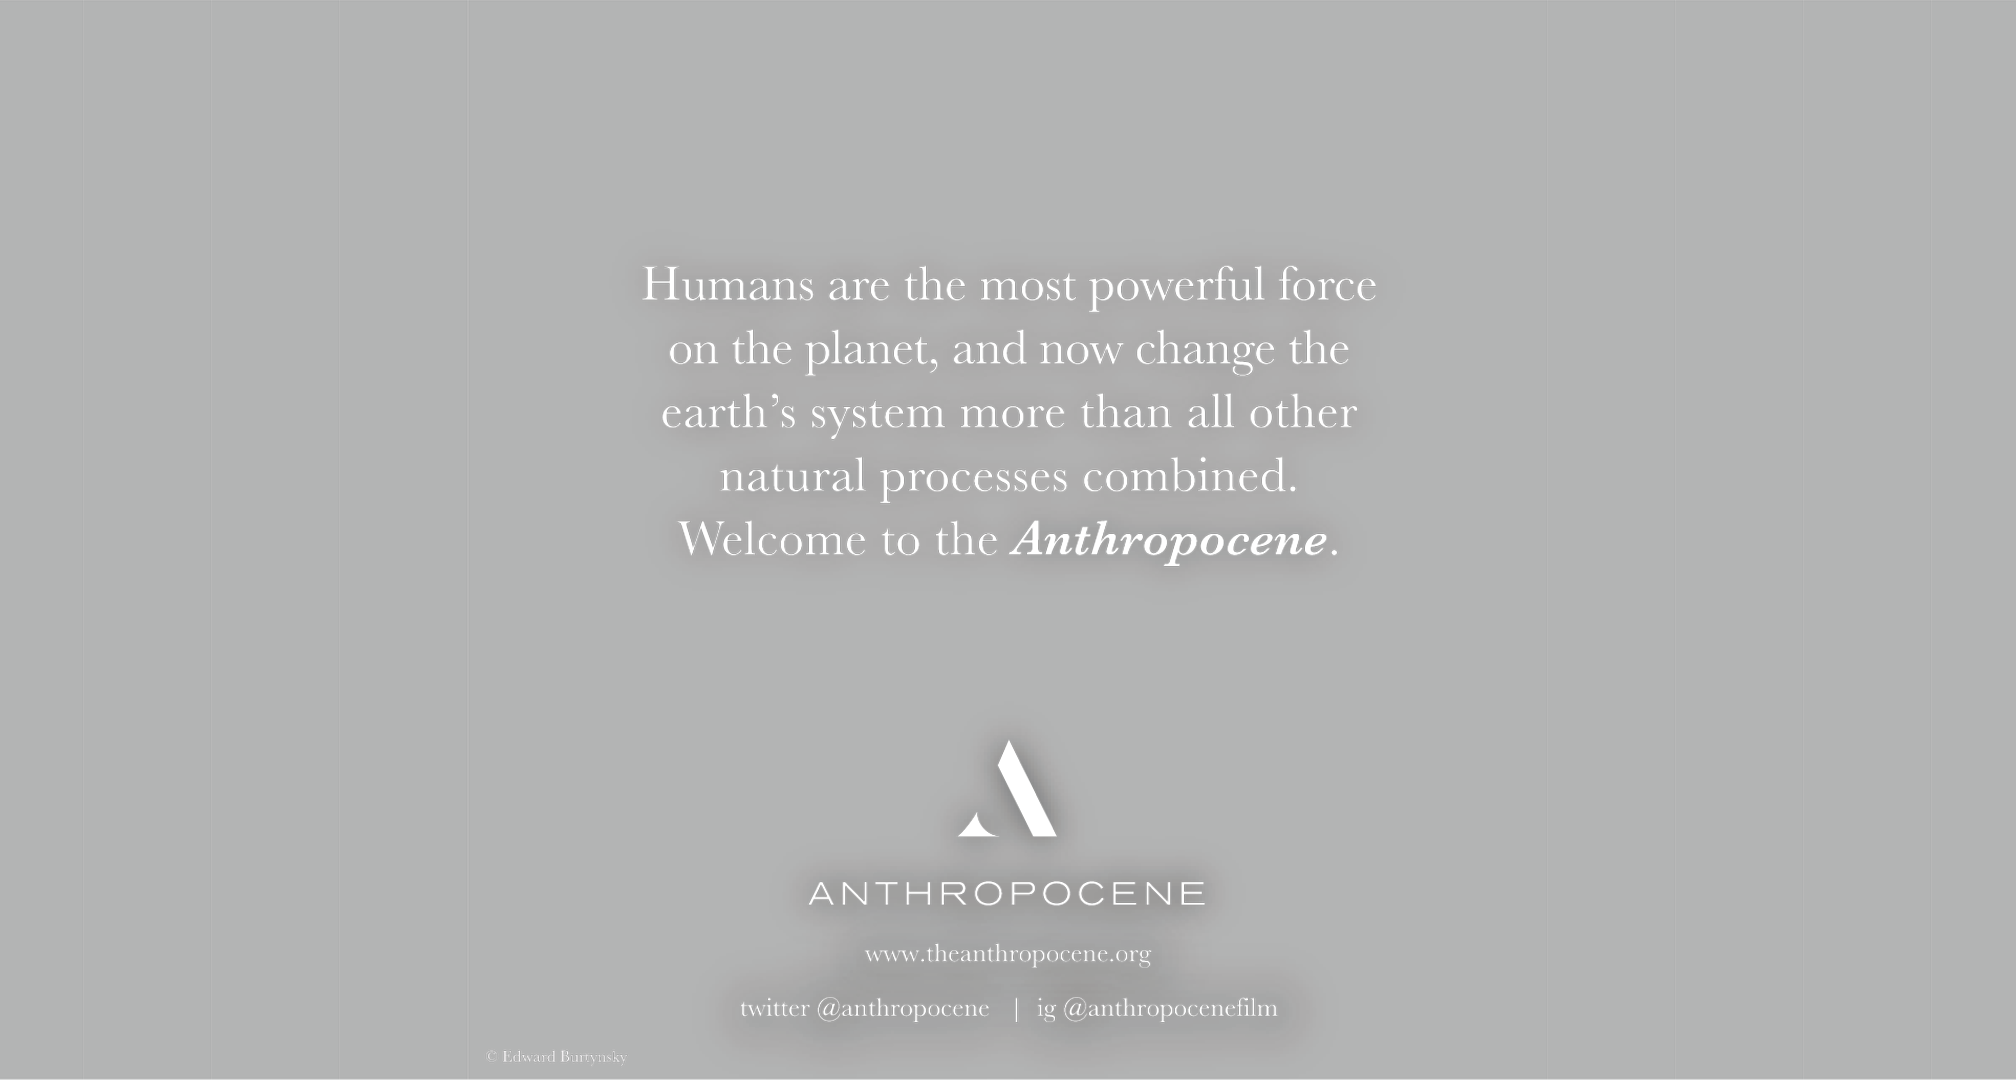 Humans are the most powerful force
on the planet, and now change the
earth’s system more than all other
natural processes combined.
Welcome to the Anthropocene.
ANTHROPOCENE
www.theanthropocene.org
twitter @anthropocene | ig @anthropocenefilm
© Edward Burtynsky